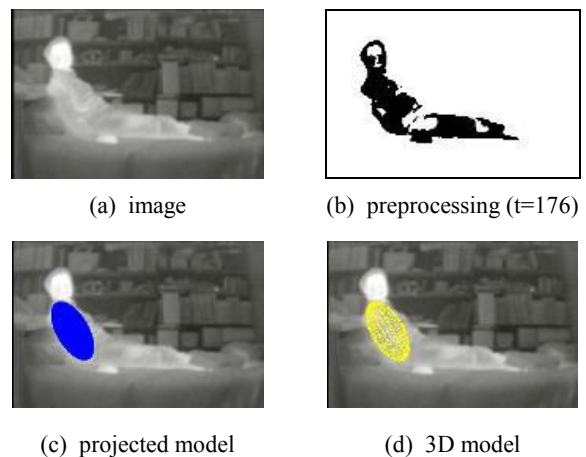 (a) image
(b) preprocessing (t=176)
(c) projected model
(d) 3D model